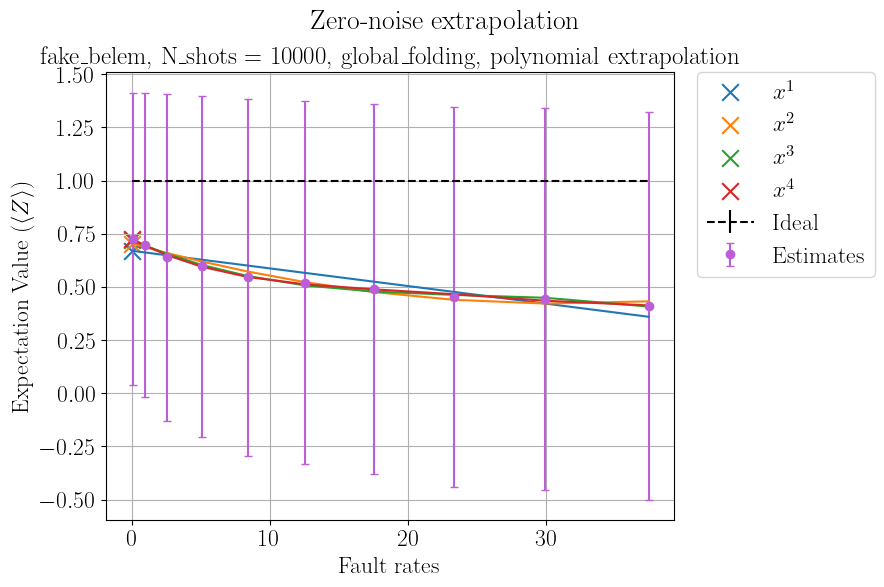 Zero-noise extrapolation
fake_belem, N_shots = 10000, global_folding, polynomial extrapolation
Expectation Value (⟨Z⟩)
1.50
1.25
1.00
0.75
0.50
0.25
0.00
−0.25
−0.50
0
10
20
30
Fault rates
x¹
x²
x³
x⁴
Ideal
Estimates